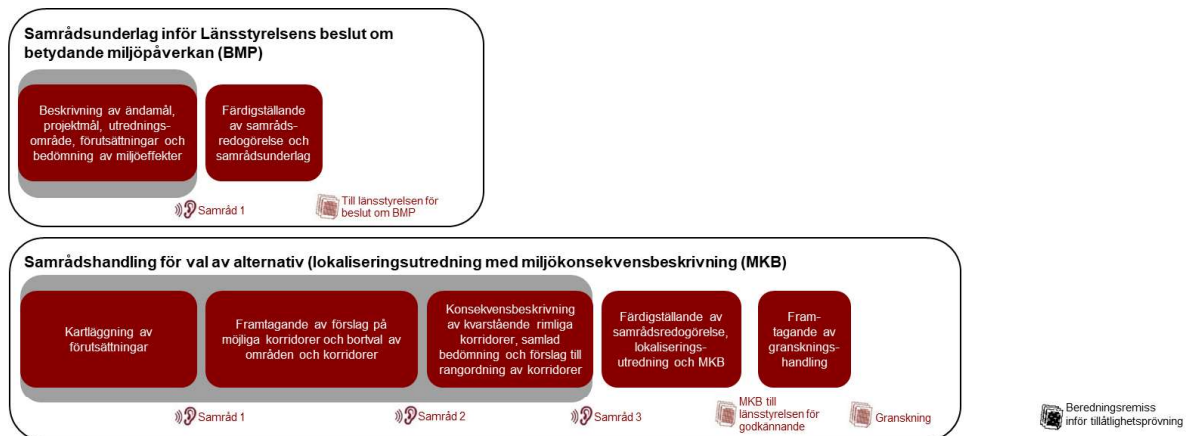 Samrådsunderlag inför Länsstyrelsens beslut om
betydande miljöpåverkan (BMP)
Beskrivning av ändamål,
projektmål, utrednings-
område, förutsättningar och
bedömning av miljöeffekter
Färdigställande
av samråds-
redogörelse och
samrådsunderlag
Samråd 1
Till länsstyrelsen för
beslut om BMP
Samrådshandling för val av alternativ (lokaliseringsutredning med miljökonsekvensbeskrivning (MKB)
Kartläggning av
förutsättningar
Framtagande av förslag på
möjliga korridorer och bortval av
områden och korridorer
Konsekvensbeskrivning
av kvarstående rimliga
korridorer, samlad
bedömning och förslag till
rangordning av korridorer
Färdigställande av
samrådsredogörelse,
lokaliserings-
utredning och MKB
Fram-
tagande av
gransknings-
handling
Samråd 1
Samråd 2
Samråd 3
MKB till
länsstyrelsen för
godkännande
Granskning
Beredningsremiss
inför tillåtlighetsprövning